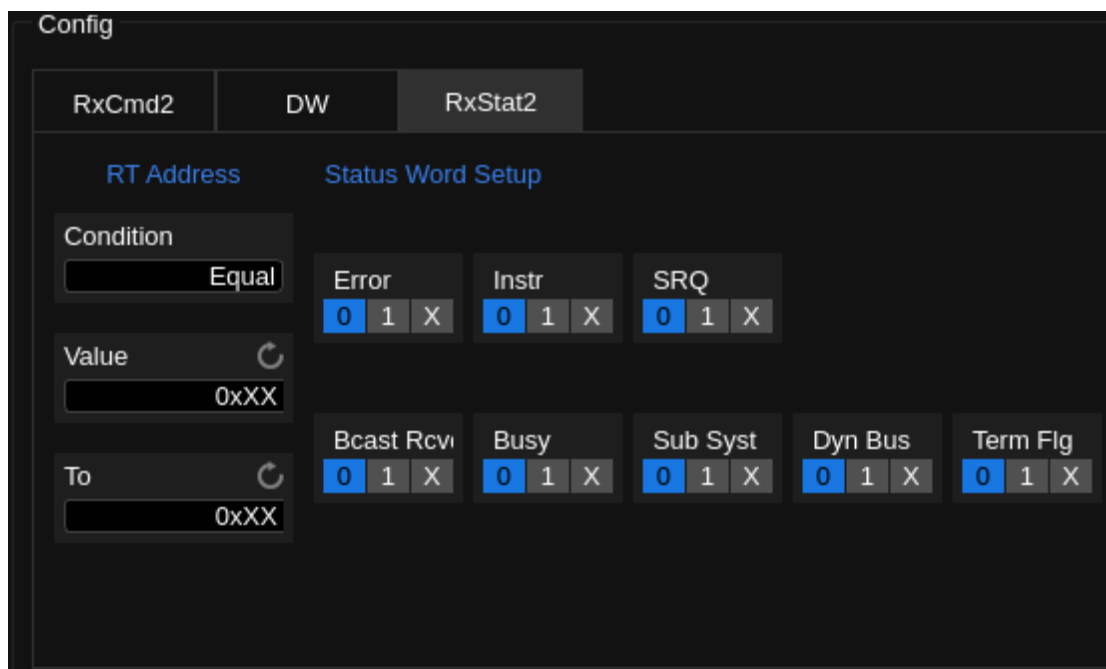 Config
RxCmd2 DW RxStat2
RT Address Status Word Setup
Condition
Equal
Error Instr SRQ
0 1 X 0 1 X 0 1 X
Value
0xXX
Bcast Rcv Busy Sub Syst Dyn Bus Term Flg
0 1 X 0 1 X 0 1 X 0 1 X 0 1 X
To
0xXX